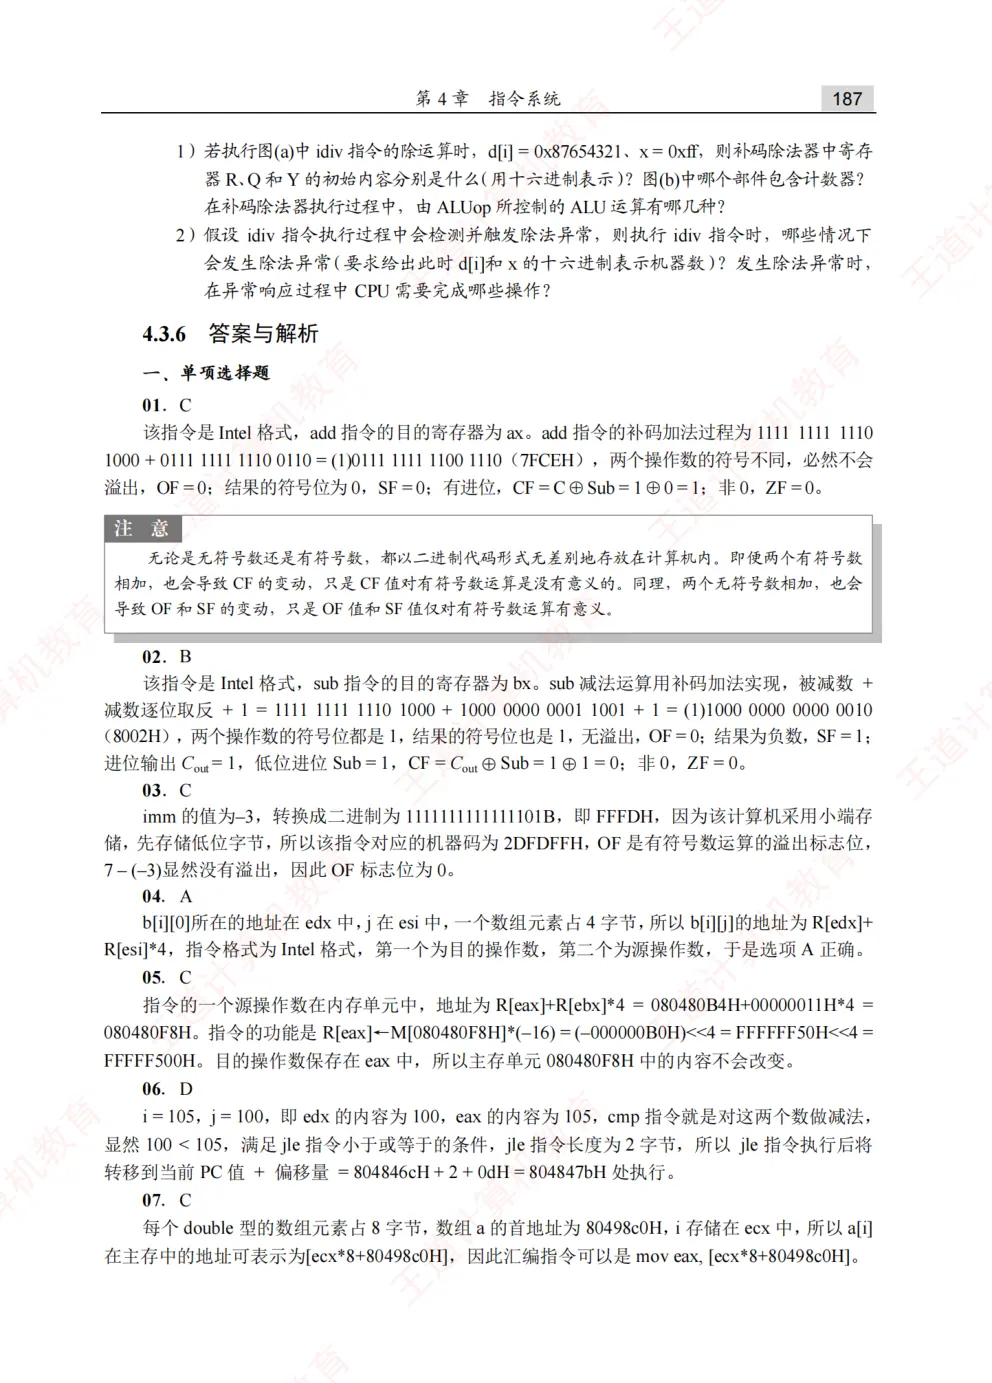 第 4 章 指令系统 187
1）若执行图(a)中 idiv 指令的除运算时，d[i] = 0x87654321、x = 0xff，则补码除法器中寄存
器 R、Q 和 Y 的初始内容分别是什么（用十六进制表示）？图(b)中哪个部件包含计数器？
在补码除法器执行过程中，由 ALUop 所控制的 ALU 运算有哪几种？
2）假设 idiv 指令执行过程中会检测并触发除法异常，则执行 idiv 指令时，哪些情况下
会发生除法异常（要求给出此时 d[i]和 x 的十六进制表示机器数）？发生除法异常时，
在异常响应过程中 CPU 需要完成哪些操作？
4.3.6 答案与解析
一、单项选择题
01. C
该指令是 Intel 格式，add 指令的目的寄存器为 ax。add 指令的补码加法过程为 1111 1111 1110
1000 + 0111 1111 1110 0110 = (1)0111 1111 1100 1110（7FCEH），两个操作数的符号不同，必然不会
溢出，OF = 0；结果的符号位为 0，SF = 0；有进位，CF = C ⊕ Sub = 1 ⊕ 0 = 1；非 0，ZF = 0。
注 意
无论是无符号数还是有符号数，都以二进制代码形式无差别地存放在计算机内。即便两个有符号数
相加，也会导致 CF 的变动，只是 CF 值对有符号数运算是没有意义的。同理，两个无符号数相加，也会
导致 OF 和 SF 的变动，只是 OF 值和 SF 值仅对有符号数运算有意义。
02. B
该指令是 Intel 格式，sub 指令的目的寄存器为 bx。sub 减法运算用补码加法实现，被减数 +
减数逐位取反 + 1 = 1111 1111 1110 1000 + 1000 0000 0001 1001 + 1 = (1)1000 0000 0000 0010
（8002H），两个操作数的符号位都是 1，结果的符号位也是 1，无溢出，OF = 0；结果为负数，SF = 1；
进位输出 Cout = 1，低位进位 Sub = 1，CF = Cout ⊕ Sub = 1 ⊕ 1 = 0；非 0，ZF = 0。
03. C
imm 的值为–3，转换成二进制为 1111111111111101B，即 FFFDH，因为该计算机采用小端存
储，先存储低位字节，所以该指令对应的机器码为 2DFDFFH，OF 是有符号数运算的溢出标志位，
7 – (–3)显然没有溢出，因此 OF 标志位为 0。
04. A
b[i][0]所在的地址在 edx 中，j 在 esi 中，一个数组元素占 4 字节，所以 b[i][j]的地址为 R[edx]+
R[esi]*4，指令格式为 Intel 格式，第一个为目的操作数，第二个为源操作数，于是选项 A 正确。
05. C
指令的一个源操作数在内存单元中，地址为 R[eax]+R[ebx]*4 = 080480B4H+00000011H*4 =
080480F8H。指令的功能是 R[eax]←M[080480F8H]*(–16) = (–000000B0H)<<4 = FFFFFF50H<<4 =
FFFFF500H。目的操作数保存在 eax 中，所以主存单元 080480F8H 中的内容不会改变。
06. D
i = 105，j = 100，即 edx 的内容为 100，eax 的内容为 105，cmp 指令就是对这两个数做减法，
显然 100 < 105，满足 jle 指令小于或等于的条件，jle 指令长度为 2 字节，所以 jle 指令执行后将
转移到当前 PC 值 + 偏移量 = 804846cH + 2 + 0dH = 804847bH 处执行。
07. C
每个 double 型的数组元素占 8 字节，数组 a 的首地址为 80498c0H，i 存储在 ecx 中，所以 a[i]
在主存中的地址可表示为[ecx*8+80498c0H]，因此汇编指令可以是 mov eax, [ecx*8+80498c0H]。